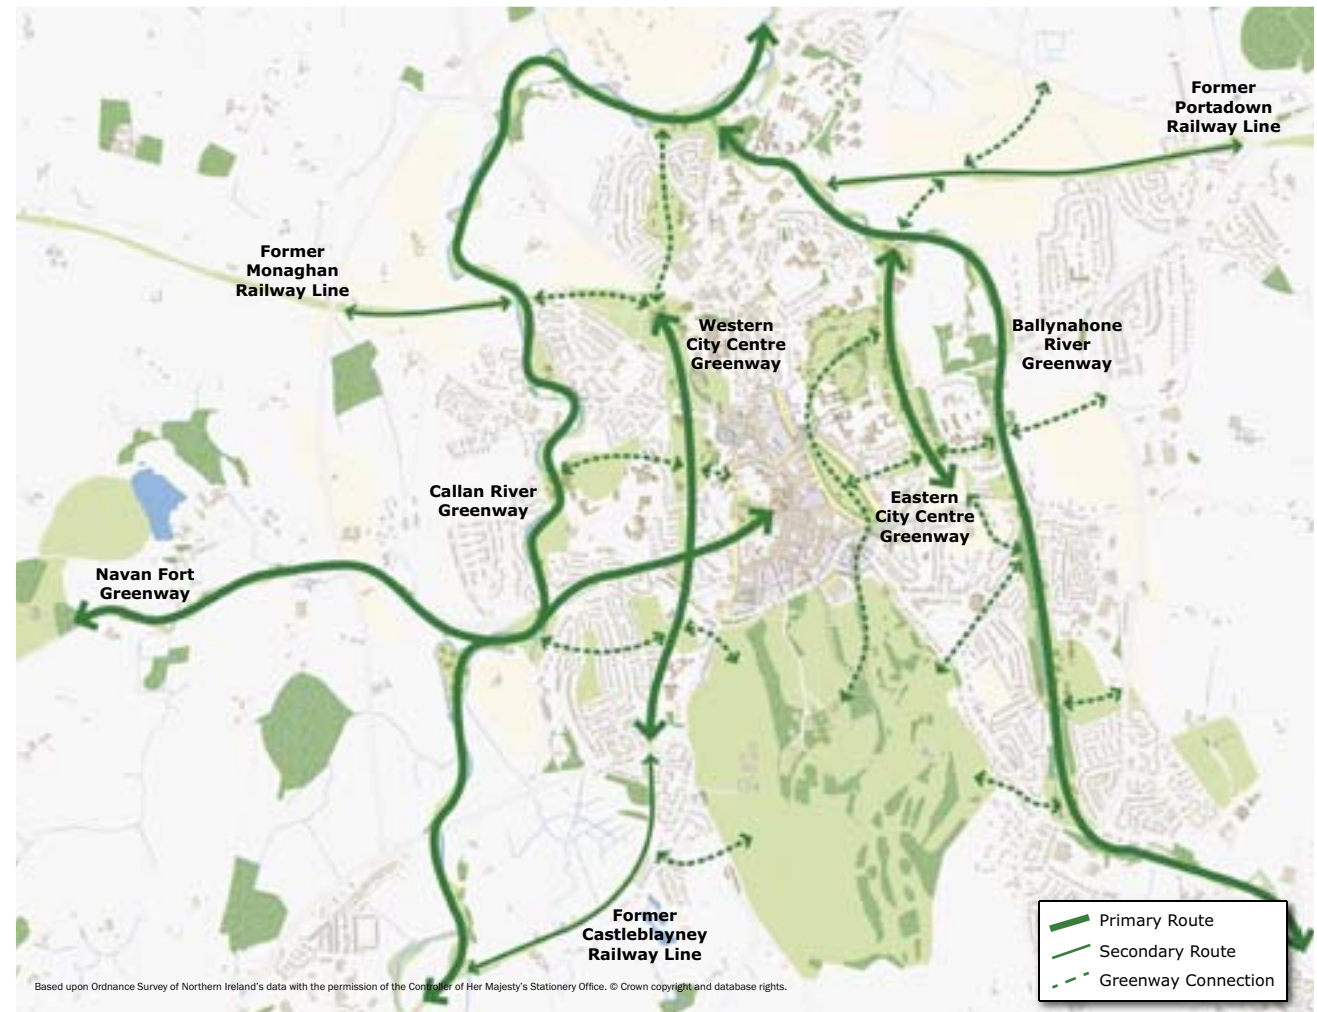 Former
Portadown
Railway Line
Former
Monaghan
Railway Line
Western
City Centre
Greenway
Ballynahone
River
Greenway
Callan River
Greenway
Eastern
City Centre
Greenway
Navan Fort
Greenway
Former
Castleblayney
Railway Line
Primary Route
Secondary Route
Greenway Connection
Based upon Ordnance Survey of Northern Ireland's data with the permission of the Controller of Her Majesty's Stationery Office. © Crown copyright and database rights.